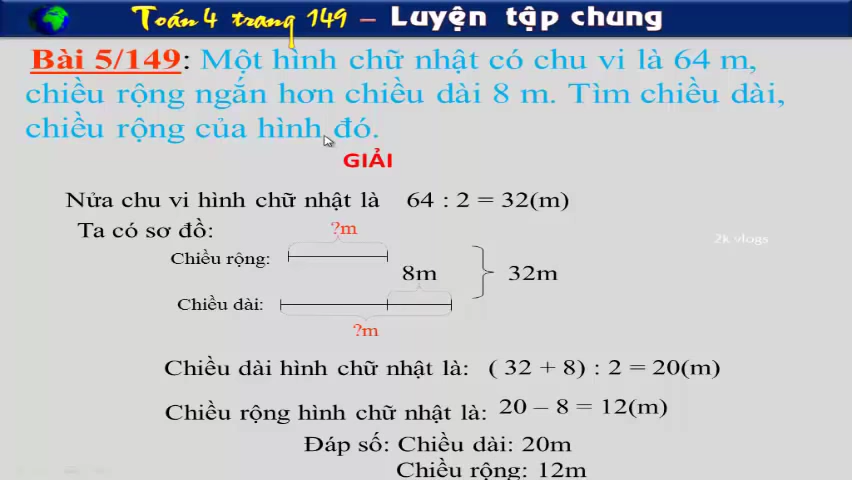 Toán 4 trang 149 – Luyện tập chung
Bài 5/149: Một hình chữ nhật có chu vi là 64 m,
chiều rộng ngắn hơn chiều dài 8 m. Tìm chiều dài,
chiều rộng của hình đó.
GIẢI
Nửa chu vi hình chữ nhật là 64 : 2 = 32(m)
Ta có sơ đồ:
?m
2k vlogs
Chiều rộng:
8m
32m
Chiều dài:
?m
Chiều dài hình chữ nhật là: ( 32 + 8) : 2 = 20(m)
Chiều rộng hình chữ nhật là: 20 – 8 = 12(m)
Đáp số: Chiều dài: 20m
Chiều rộng: 12m